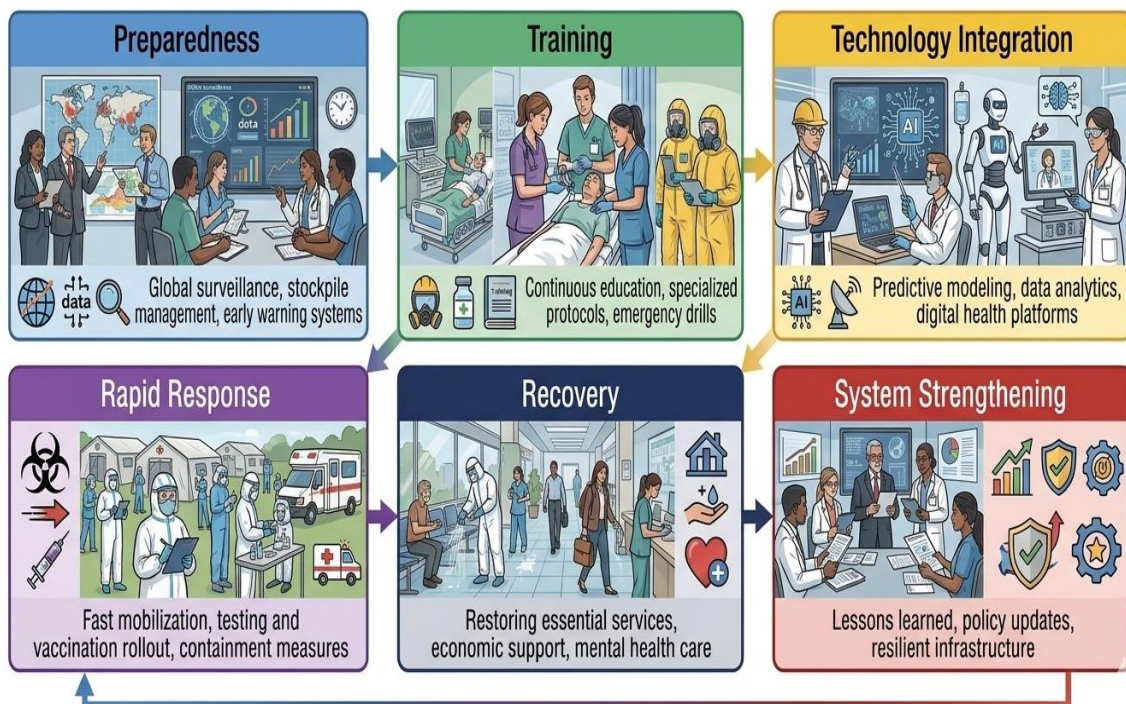 Preparedness
data
data
Global surveillance, stockpile
management, early warning systems
Training
Continuous education, specialized
protocols, emergency drills
Technology Integration
AI
AI
AI
Predictive modeling, data analytics,
digital health platforms
Rapid Response
Fast mobilization, testing and
vaccination rollout, containment measures
Recovery
Restoring essential services,
economic support, mental health care
System Strengthening
Lessons learned, policy updates,
resilient infrastructure